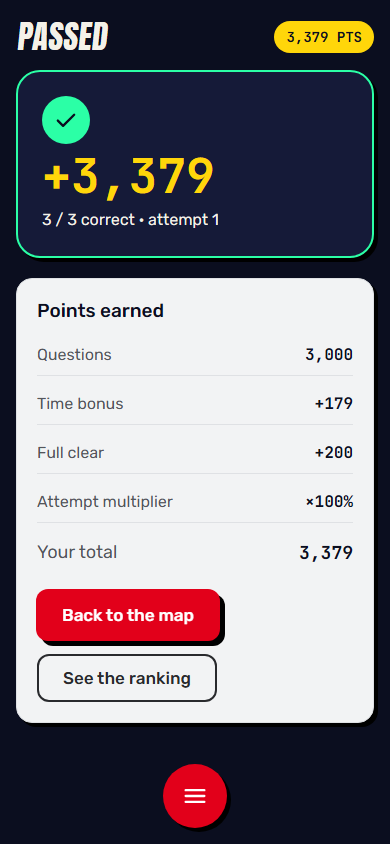 PASSED
3,379 PTS
+3,379
3 / 3 correct • attempt 1
Points earned
Questions 3,000
Time bonus +179
Full clear +200
Attempt multiplier ×100%
Your total 3,379
Back to the map
See the ranking